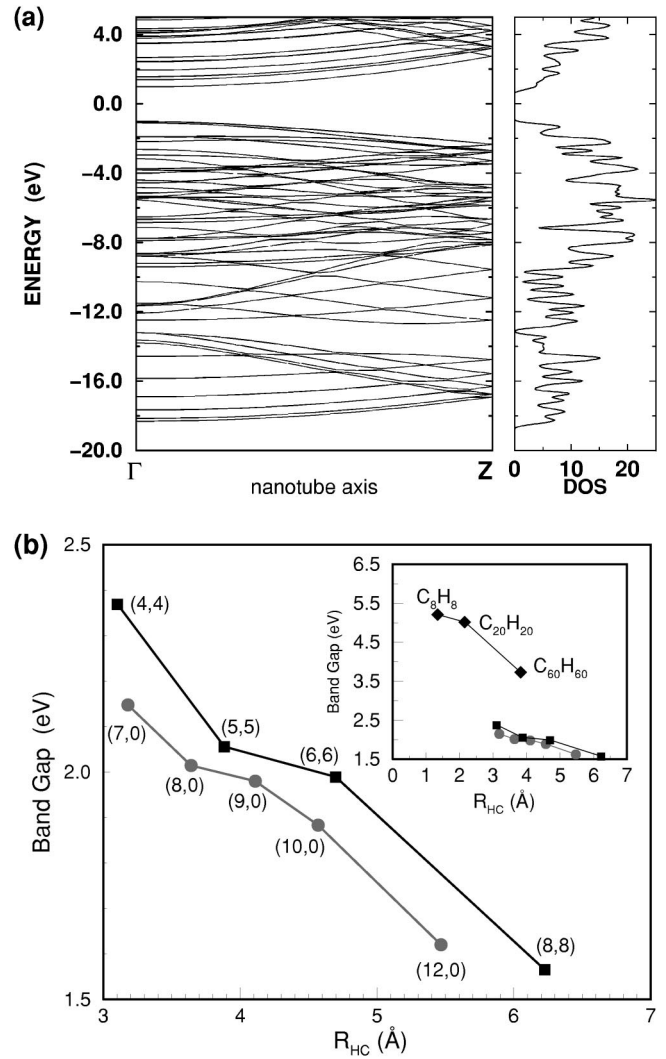 (a)
4.0
0.0
−4.0
−8.0
−12.0
−16.0
−20.0
ENERGY (eV)
Γ
nanotube axis
Z
0
10
20
DOS
(b)
2.5
2.0
1.5
Band Gap (eV)
(4,4)
(5,5)
(6,6)
(8,8)
(7,0)
(8,0)
(9,0)
(10,0)
(12,0)
3
4
5
6
7
R_HC (Å)
6.5
5.5
4.5
3.5
2.5
1.5
Band Gap (eV)
C₈H₈
C₂₀H₂₀
C₆₀H₆₀
0
1
2
3
4
5
6
7
R_HC (Å)